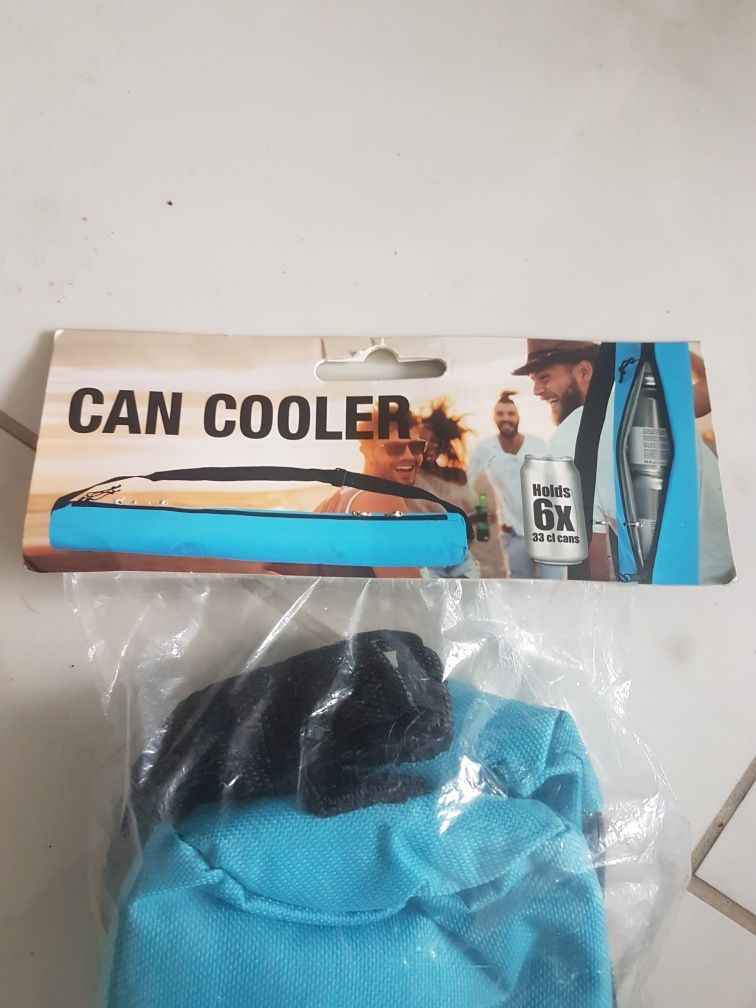 CAN COOLER
Holds
6x
33 cl cans